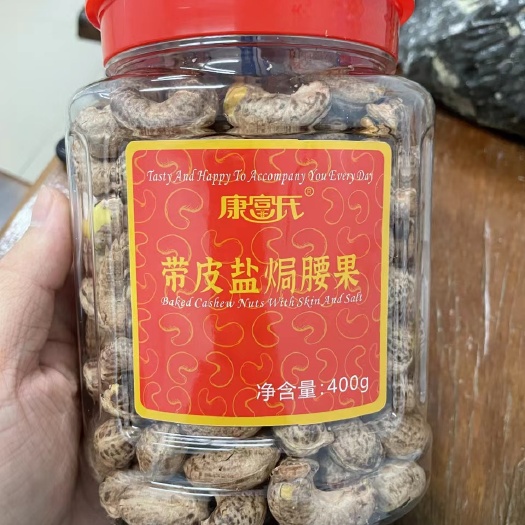 Tasty And Happy To Accompany You Every Day
康富氏®
带皮盐焗腰果
Baked Cashew Nuts With Skin And Salt
净含量:400g